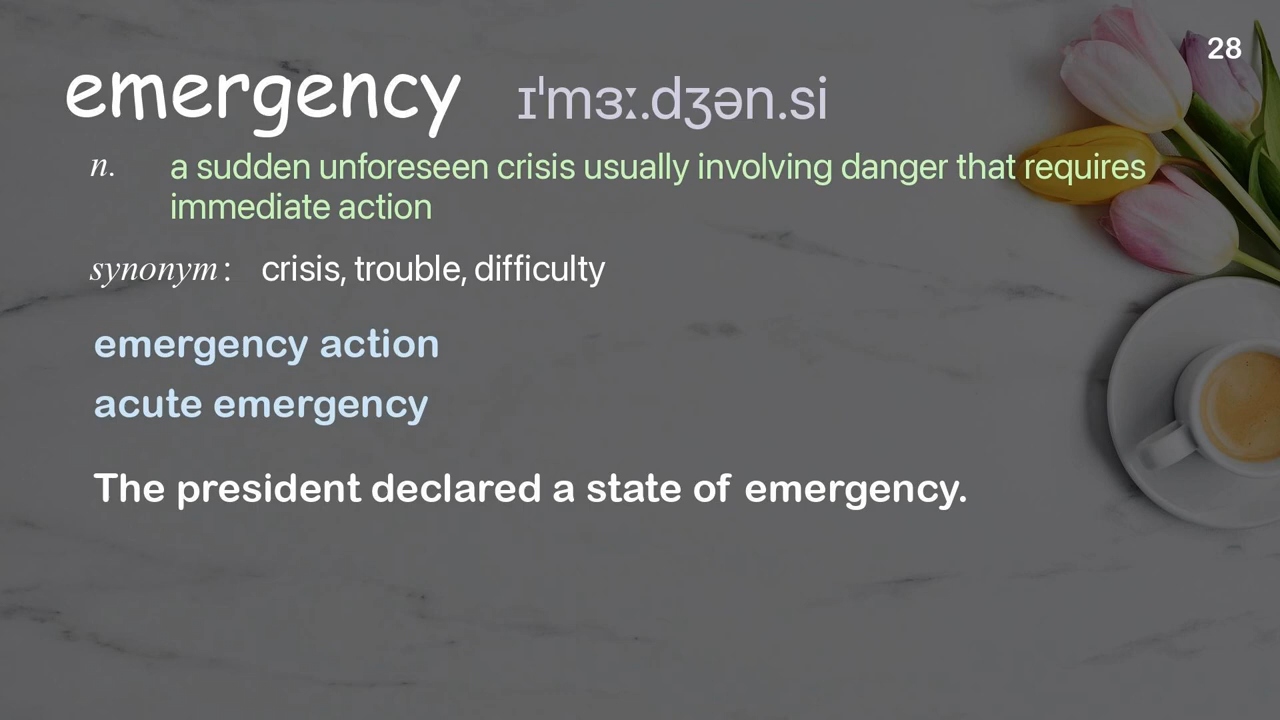 28
emergency ɪˈmɜː.dʒən.si
n. a sudden unforeseen crisis usually involving danger that requires
immediate action
synonym: crisis, trouble, difficulty
emergency action
acute emergency
The president declared a state of emergency.